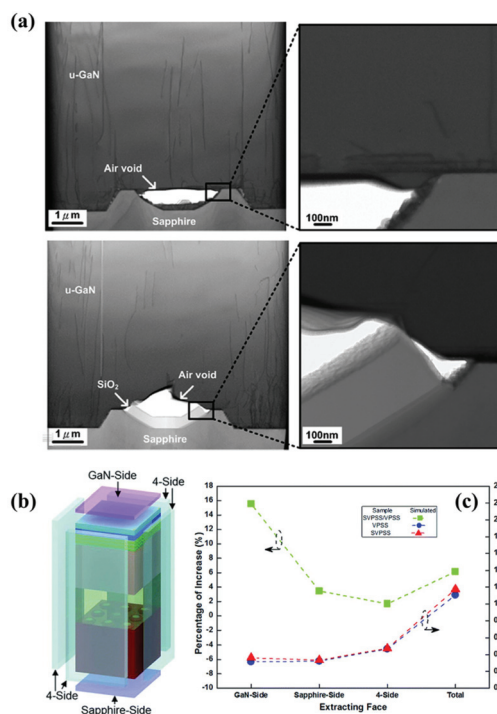 (a)
u-GaN
Air void
1 μm
Sapphire
100nm
u-GaN
SiO2
Air void
1 μm
Sapphire
100nm
(b)
GaN-Side
4-Side
4-Side
Sapphire-Side
(c)
Percentage of Increase (%)
18
16
14
12
10
8
6
4
2
0
-2
-4
-6
-8
-10
Sample Simulated
SVPSS/VPSS
VPSS
SVPSS
GaN-Side Sapphire-Side 4-Side Total
Extracting Face